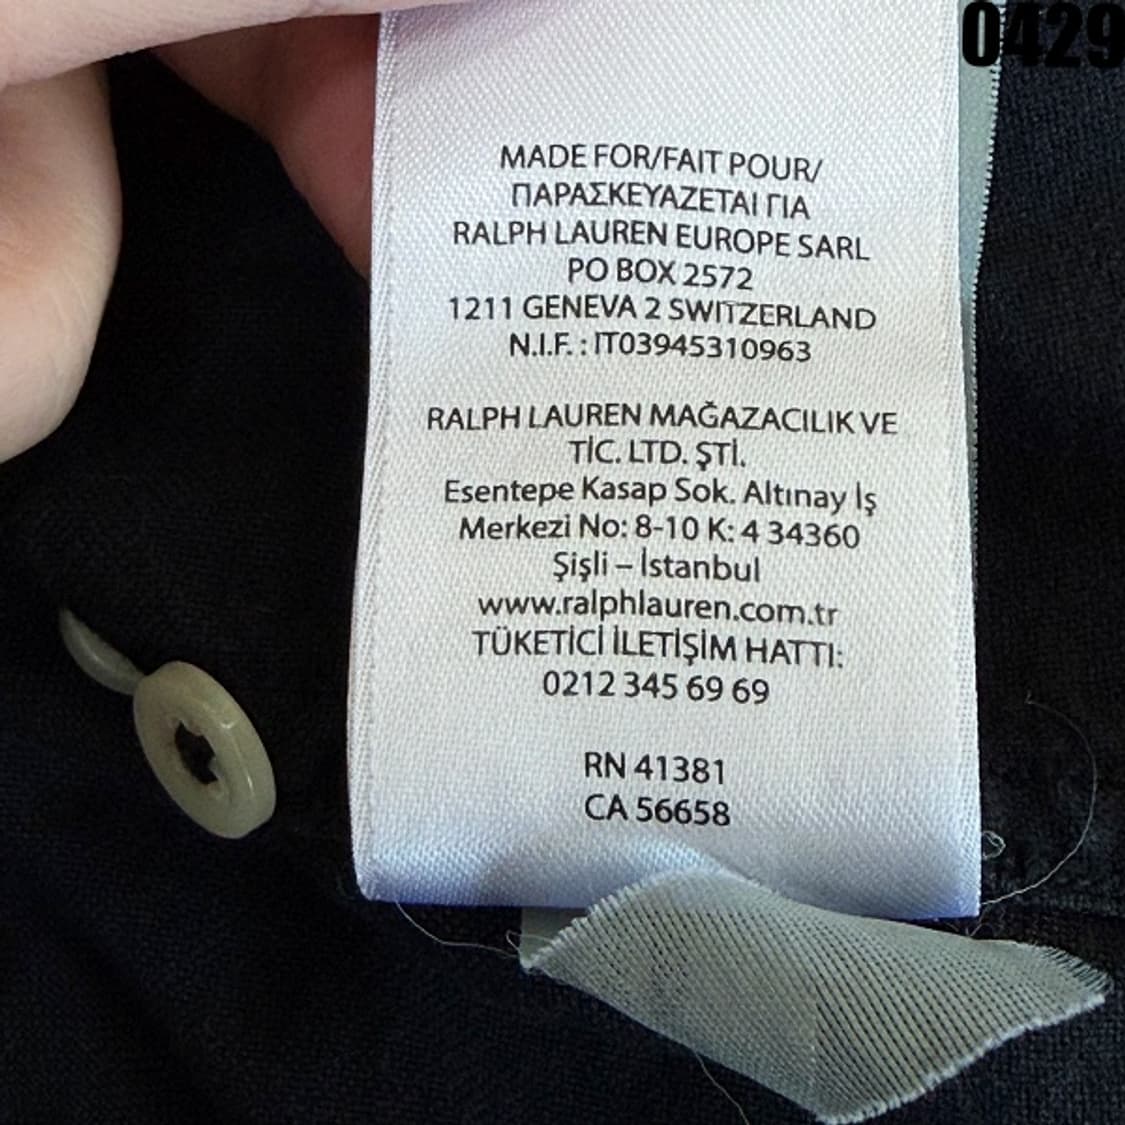 0429
MADE FOR/FAIT POUR/
ΠΑΡΑΣΚΕΥΑΖΕΤΑΙ ΓΙΑ
RALPH LAUREN EUROPE SARL
PO BOX 2572
1211 GENEVA 2 SWITZERLAND
N.I.F. : IT03945310963
RALPH LAUREN MAĞAZACILIK VE
TİC. LTD. ŞTİ.
Esentepe Kasap Sok. Altınay İş
Merkezi No: 8-10 K: 4 34360
Şişli – İstanbul
www.ralphlauren.com.tr
TÜKETİCİ İLETİŞİM HATTI:
0212 345 69 69
RN 41381
CA 56658